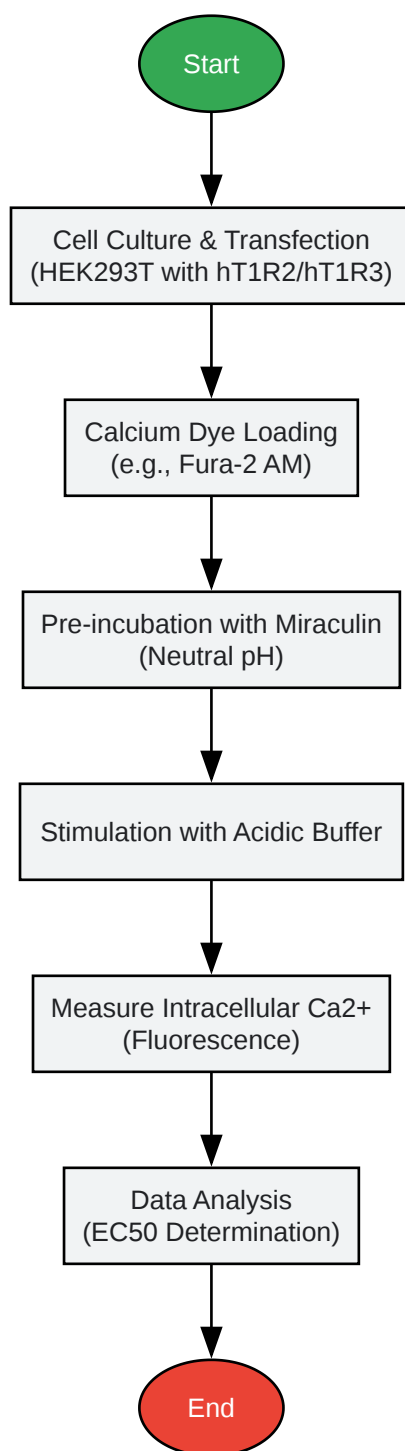 Start
Cell Culture & Transfection
(HEK293T with hT1R2/hT1R3)
Calcium Dye Loading
(e.g., Fura-2 AM)
Pre-incubation with Miraculin
(Neutral pH)
Stimulation with Acidic Buffer
Measure Intracellular Ca2+
(Fluorescence)
Data Analysis
(EC50 Determination)
End